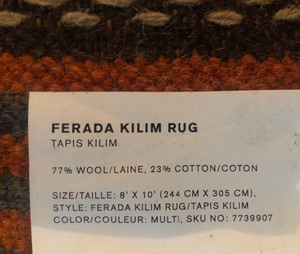 FERADA KILIM RUG
TAPIS KILIM
77% WOOL/LAINE, 23% COTTON/COTON
SIZE/TAILLE: 8' X 10' (244 CM X 305 CM),
STYLE: FERADA KILIM RUG/TAPIS KILIM
COLOR/COULEUR: MULTI, SKU NO: 7739907